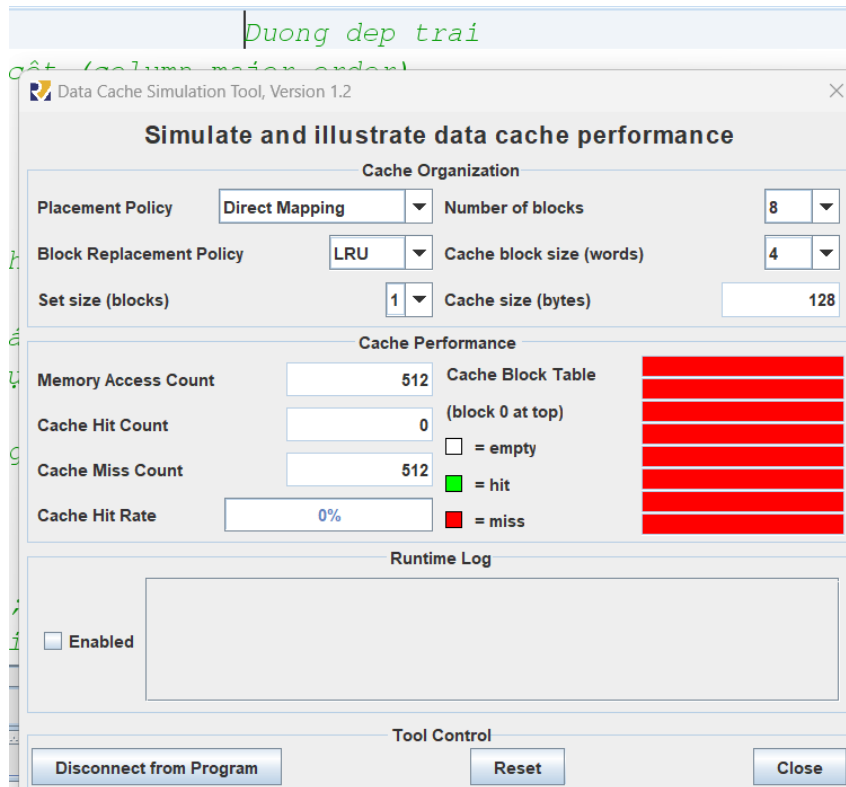 Duong dep trai
cột (column major order)
Data Cache Simulation Tool, Version 1.2
Simulate and illustrate data cache performance
Cache Organization
Placement Policy Direct Mapping Number of blocks 8
Block Replacement Policy LRU Cache block size (words) 4
Set size (blocks) 1 Cache size (bytes) 128
Cache Performance
Memory Access Count 512 Cache Block Table
(block 0 at top)
Cache Hit Count 0
= empty
Cache Miss Count 512
= hit
Cache Hit Rate 0%
= miss
Runtime Log
Enabled
Tool Control
Disconnect from Program Reset Close